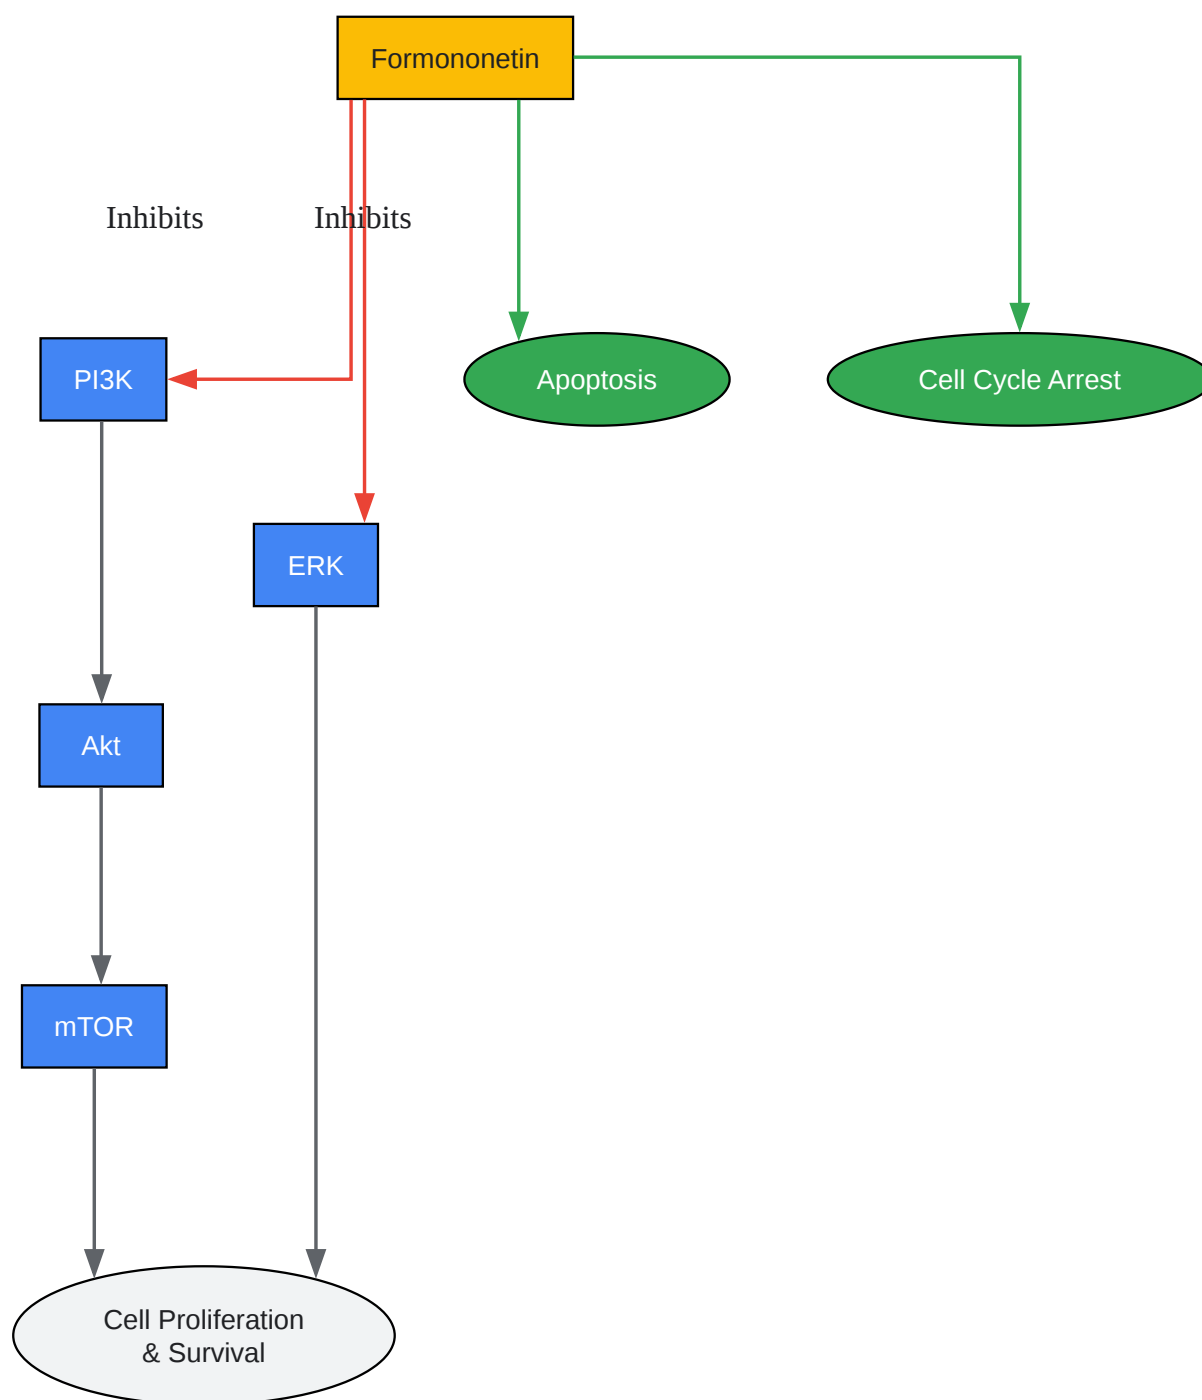 Formononetin
Inhibits
Inhibits
PI3K
Apoptosis
Cell Cycle Arrest
ERK
Akt
mTOR
Cell Proliferation
& Survival